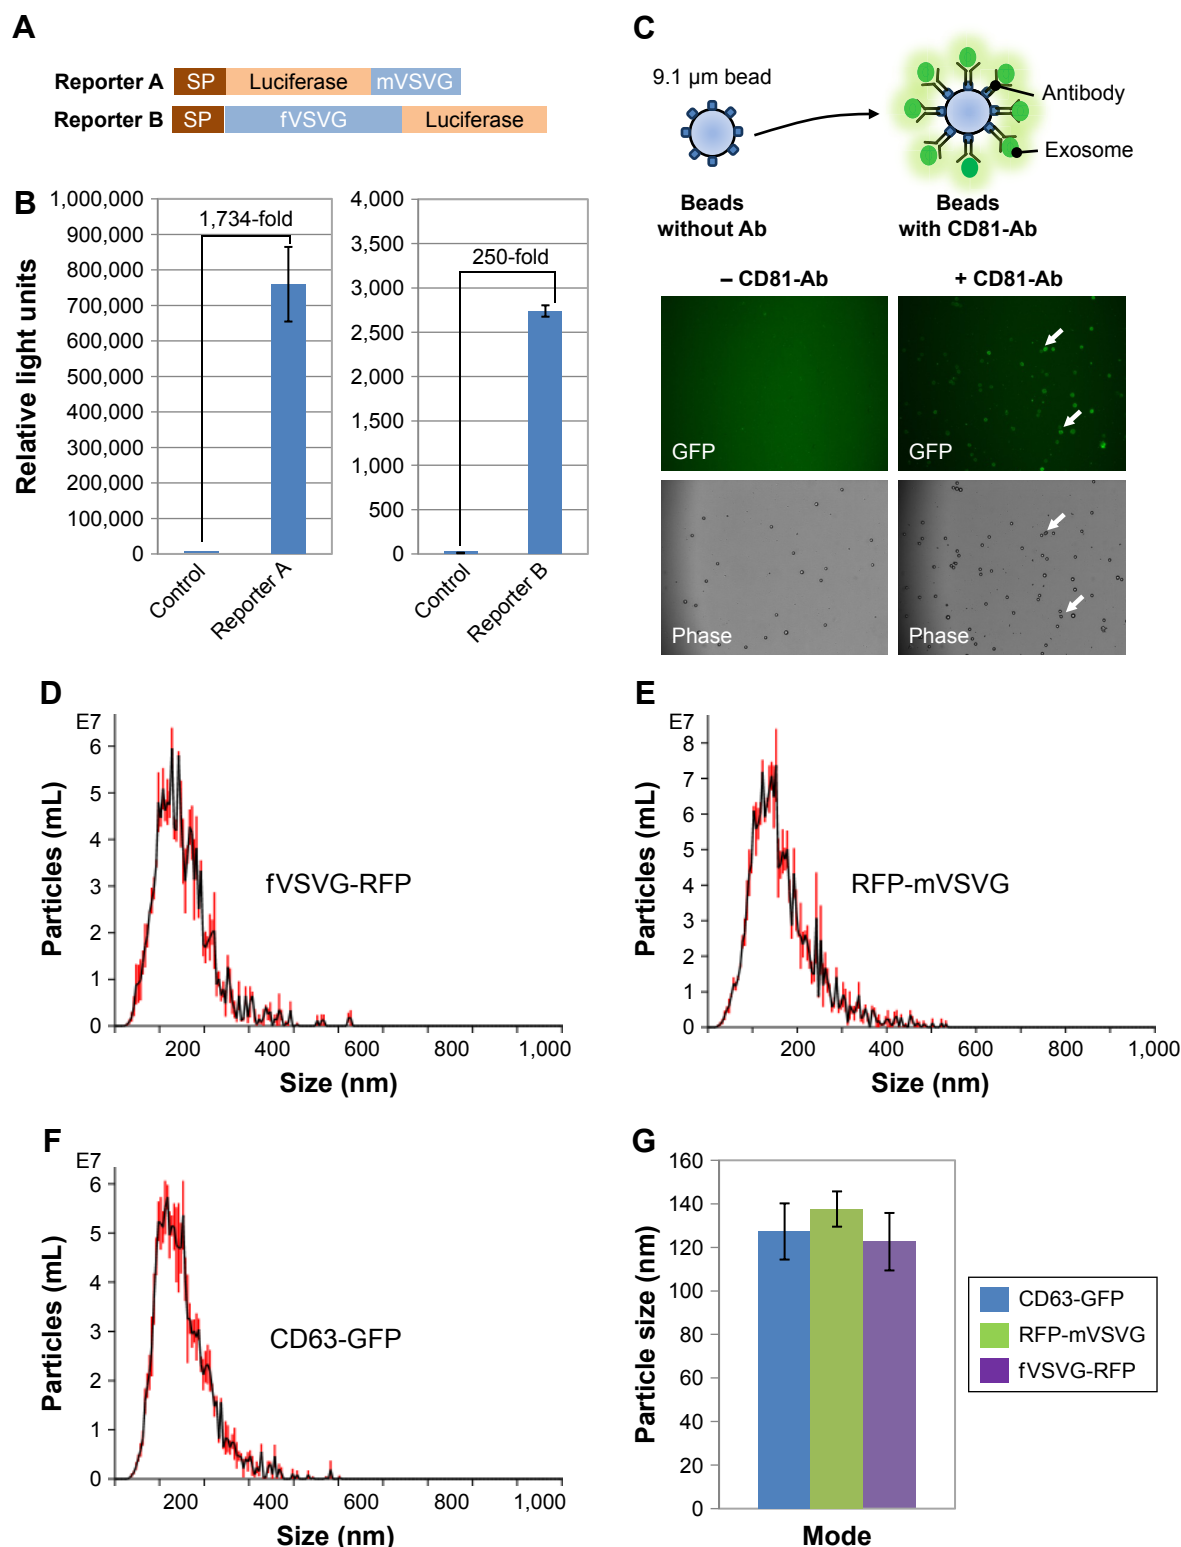 A
Reporter A
SP
Luciferase
mVSVG
Reporter B
SP
fVSVG
Luciferase
B
Relative light units
1,000,000
900,000
800,000
700,000
600,000
500,000
400,000
300,000
200,000
100,000
0
1,734-fold
Control
Reporter A
4,000
3,500
3,000
2,500
2,000
1,500
1,000
500
0
250-fold
Control
Reporter B
C
9.1 µm bead
Antibody
Exosome
Beads
without Ab
Beads
with CD81-Ab
– CD81-Ab
+ CD81-Ab
GFP
GFP
Phase
Phase
D
E7
6
5
4
3
2
1
0
Particles (mL)
fVSVG-RFP
200
400
600
1,000
Size (nm)
E
E7
8
7
6
5
4
3
2
1
0
Particles (mL)
RFP-mVSVG
200
400
600
800
1,000
Size (nm)
F
E7
6
5
4
3
2
1
0
Particles (mL)
CD63-GFP
200
400
600
800
1,000
Size (nm)
G
160
140
120
100
80
60
40
20
0
Particle size (nm)
Mode
CD63-GFP
RFP-mVSVG
fVSVG-RFP